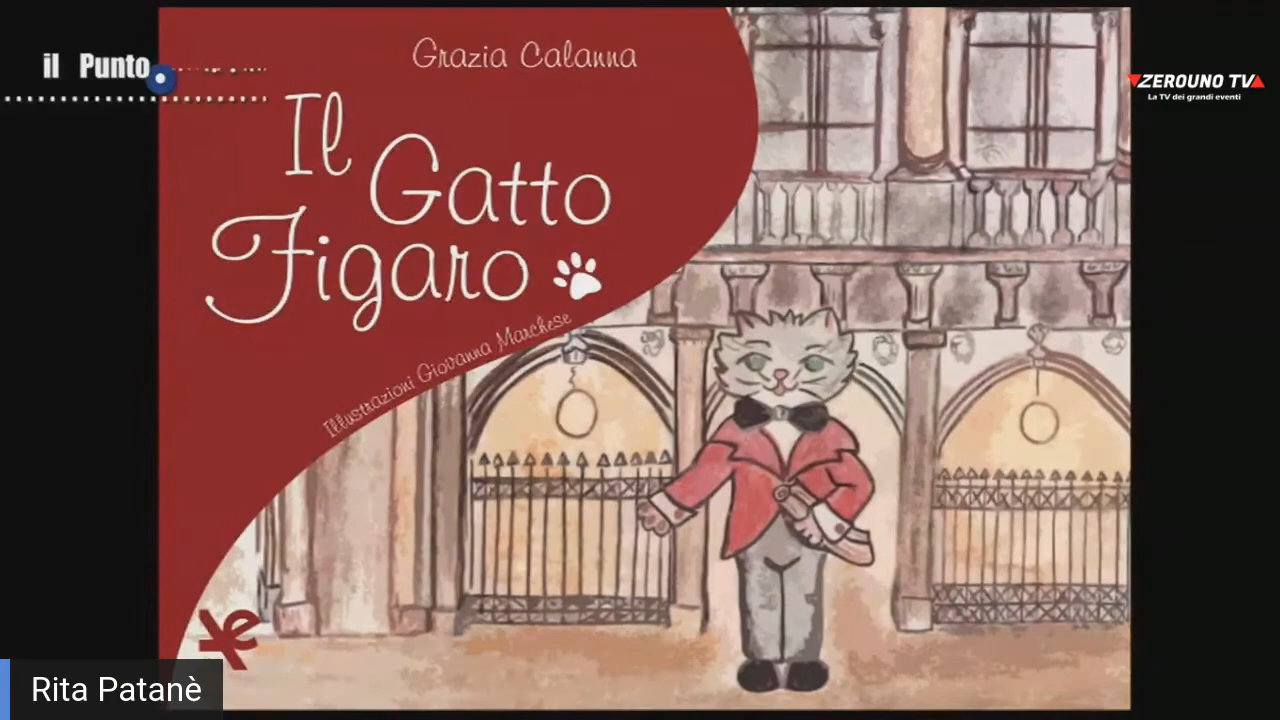 il Punto
ZEROUNO TV
La TV dei grandi eventi
Grazia Calanna
Il
Gatto
Figaro
Illustrazioni Giovanna Marchese
Rita Patanè